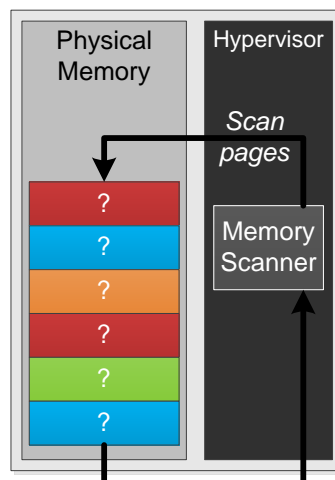 Physical
Memory
Hypervisor
Scan
pages
?
?
?
?
?
?
Memory
Scanner